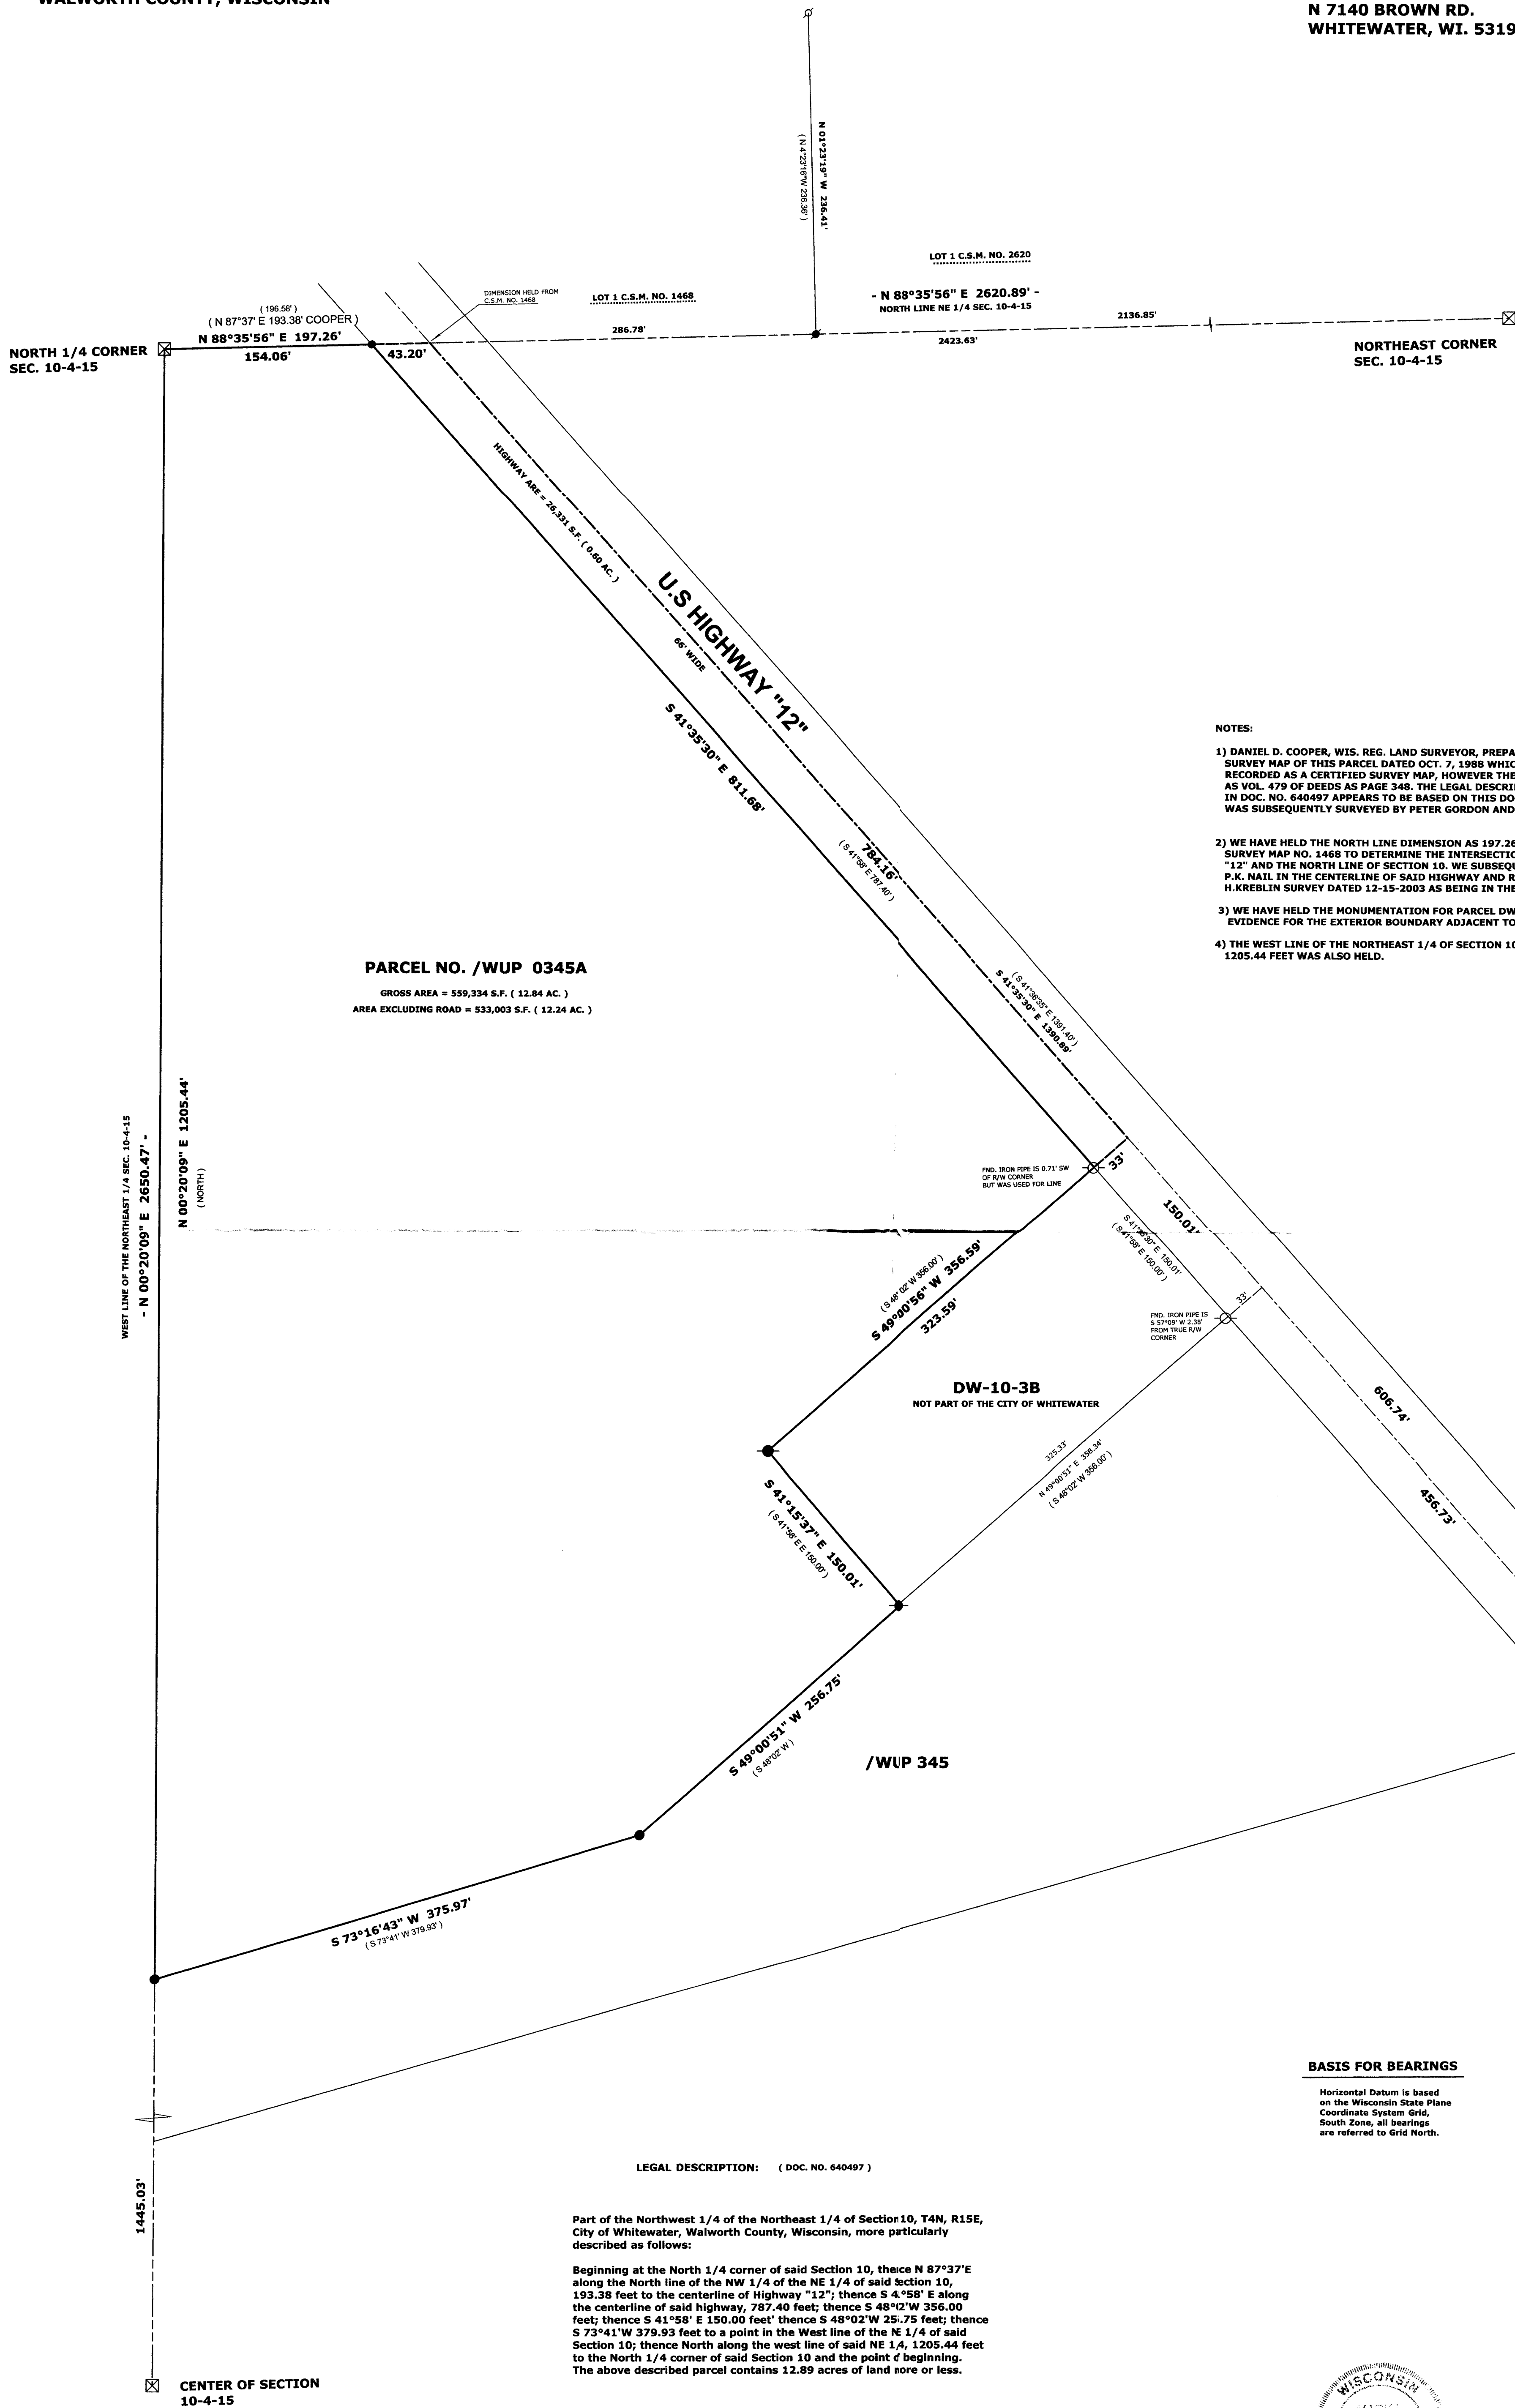 WALWORTH COUNTY, WISCONSIN
N 7140 BROWN RD.
WHITEWATER, WI. 5319
N 01°23'19" W 236.41'
( N 4°23'16"W 236.36' )
LOT 1 C.S.M. NO. 2620
DIMENSION HELD FROM
C.S.M. NO. 1468
LOT 1 C.S.M. NO. 1468
- N 88°35'56" E 2620.89' -
NORTH LINE NE 1/4 SEC. 10-4-15
( 196.58' )
( N 87°37' E 193.38' COOPER )
N 88°35'56" E 197.26'
154.06'
43.20'
286.78'
2423.63'
2136.85'
NORTH 1/4 CORNER
SEC. 10-4-15
NORTHEAST CORNER
SEC. 10-4-15
HIGHWAY ARE = 26,331 S.F. ( 0.60 AC. )
U.S HIGHWAY "12"
66' WIDE
S 41°35'30" E 811.68'
784.16'
( S 41°58' E 787.40' )
NOTES:
1) DANIEL D. COOPER, WIS. REG. LAND SURVEYOR, PREPA
SURVEY MAP OF THIS PARCEL DATED OCT. 7, 1988 WHIC
RECORDED AS A CERTIFIED SURVEY MAP, HOWEVER THE
AS VOL. 479 OF DEEDS AS PAGE 348. THE LEGAL DESCRI
IN DOC. NO. 640497 APPEARS TO BE BASED ON THIS DO
WAS SUBSEQUENTLY SURVEYED BY PETER GORDON AND
2) WE HAVE HELD THE NORTH LINE DIMENSION AS 197.26
SURVEY MAP NO. 1468 TO DETERMINE THE INTERSECTIO
"12" AND THE NORTH LINE OF SECTION 10. WE SUBSEQU
P.K. NAIL IN THE CENTERLINE OF SAID HIGHWAY AND R
H.KREBLIN SURVEY DATED 12-15-2003 AS BEING IN THE
3) WE HAVE HELD THE MONUMENTATION FOR PARCEL DW
EVIDENCE FOR THE EXTERIOR BOUNDARY ADJACENT TO
4) THE WEST LINE OF THE NORTHEAST 1/4 OF SECTION 10
1205.44 FEET WAS ALSO HELD.
PARCEL NO. /WUP 0345A
GROSS AREA = 559,334 S.F. ( 12.84 AC. )
AREA EXCLUDING ROAD = 533,003 S.F. ( 12.24 AC. )
( S 41°36'35" E 1391.40' )
S 41°35'30" E 1390.89'
WEST LINE OF THE NORTHEAST 1/4 SEC. 10-4-15
- N 00°20'09" E 2650.47' -
N 00°20'09" E 1205.44'
( NORTH )
FND. IRON PIPE IS 0.71' SW
OF R/W CORNER
BUT WAS USED FOR LINE
33'
150.01'
S 41°36'30" E 150.01'
( S 41°58' E 150.00' )
( S 48° 02' W 356.00' )
S 49°00'56" W 356.59'
323.59'
FND. IRON PIPE IS
S 57°09' W 2.38'
FROM TRUE R/W
CORNER
33'
DW-10-3B
NOT PART OF THE CITY OF WHITEWATER
606.74'
456.73'
325.33'
N 49°00'51" E 358.34'
( S 48°02' W 356.00' )
S 41°15'37" E 150.01'
( S 41°58' E E 150.00' )
S 49°00'51" W 256.75'
( S 48°02' W )
/WUP 345
S 73°16'43" W 375.97'
( S 73°41' W 379.93' )
BASIS FOR BEARINGS
Horizontal Datum is based
on the Wisconsin State Plane
Coordinate System Grid,
South Zone, all bearings
are referred to Grid North.
1445.03'
LEGAL DESCRIPTION: ( DOC. NO. 640497 )
Part of the Northwest 1/4 of the Northeast 1/4 of Section 10, T4N, R15E,
City of Whitewater, Walworth County, Wisconsin, more particularly
described as follows:
Beginning at the North 1/4 corner of said Section 10, thence N 87°37'E
along the North line of the NW 1/4 of the NE 1/4 of said Section 10,
193.38 feet to the centerline of Highway "12"; thence S 41°58' E along
the centerline of said highway, 787.40 feet; thence S 48°02'W 356.00
feet; thence S 41°58' E 150.00 feet' thence S 48°02'W 256.75 feet; thence
S 73°41'W 379.93 feet to a point in the West line of the NE 1/4 of said
Section 10; thence North along the west line of said NE 1/4, 1205.44 feet
to the North 1/4 corner of said Section 10 and the point of beginning.
The above described parcel contains 12.89 acres of land more or less.
CENTER OF SECTION
10-4-15
WISCONSIN